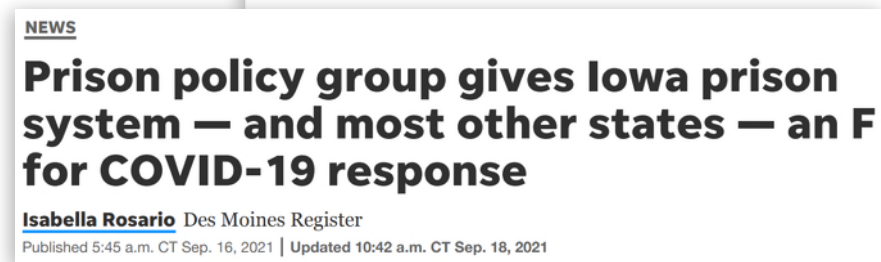 NEWS
Prison policy group gives Iowa prison
system — and most other states — an F
for COVID-19 response
Isabella Rosario Des Moines Register
Published 5:45 a.m. CT Sep. 16, 2021 | Updated 10:42 a.m. CT Sep. 18, 2021